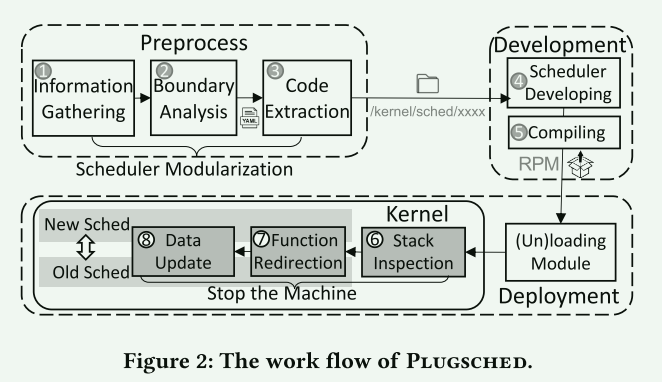 Preprocess
1 Information
Gathering
2 Boundary
Analysis
YAML
3 Code
Extraction
Scheduler Modularization
/kernel/sched/xxxx
Development
4 Scheduler
Developing
5 Compiling
RPM
Kernel
New Sched
Old Sched
8 Data
Update
7 Function
Redirection
6 Stack
Inspection
Stop the Machine
(Un)loading
Module
Deployment
Figure 2: The work flow of PLUGSCHED.